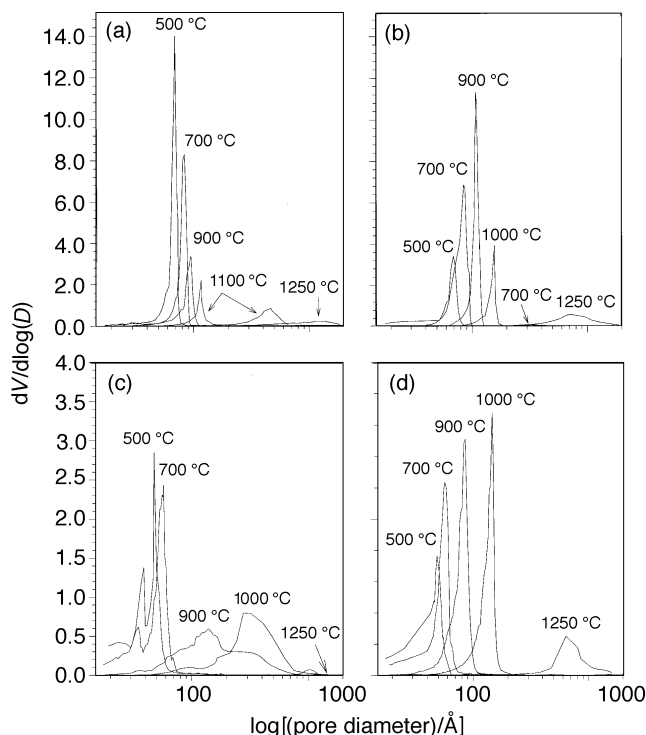 (a)
500 °C
14.0
12.0
10.0
8.0
6.0
4.0
2.0
0.0
700 °C
900 °C
1100 °C
1250 °C
(b)
900 °C
700 °C
500 °C
1000 °C
700 °C
1250 °C
dV/dlog(D)
(c)
4.0
3.5
3.0
2.5
2.0
1.5
1.0
0.5
0.0
500 °C
700 °C
900 °C
1000 °C
1250 °C
100
1000
(d)
1000 °C
900 °C
700 °C
500 °C
1250 °C
100
1000
log[(pore diameter)/Å]